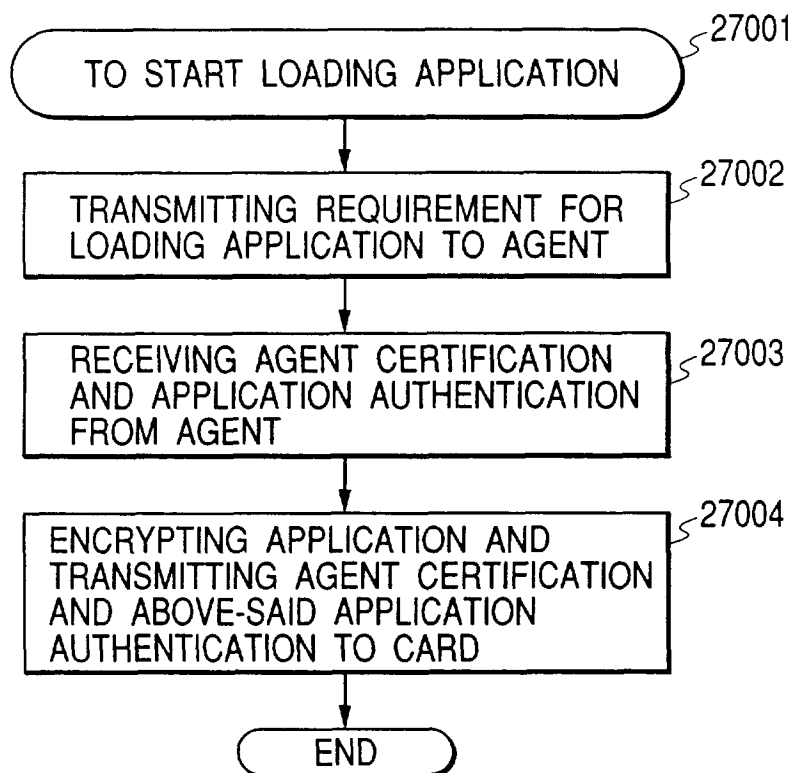 27001
TO START LOADING APPLICATION
27002
TRANSMITTING REQUIREMENT FOR
LOADING APPLICATION TO AGENT
27003
RECEIVING AGENT CERTIFICATION
AND APPLICATION AUTHENTICATION
FROM AGENT
27004
ENCRYPTING APPLICATION AND
TRANSMITTING AGENT CERTIFICATION
AND ABOVE-SAID APPLICATION
AUTHENTICATION TO CARD
END